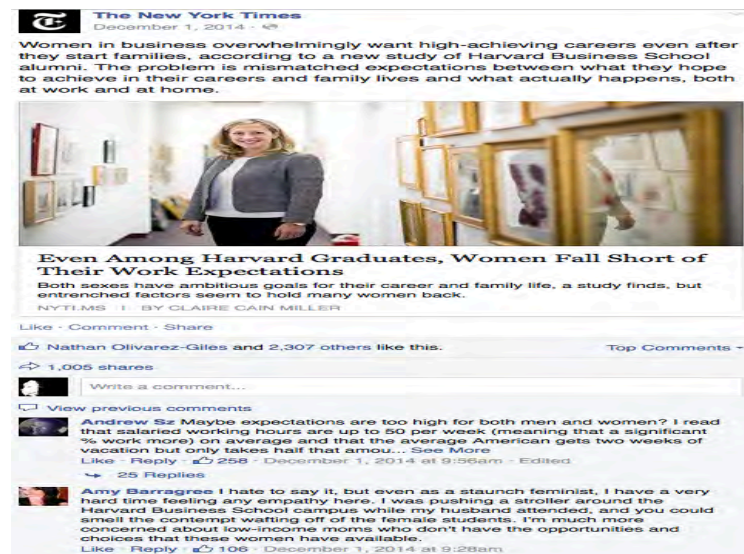 The New York Times
December 1, 2014 ·
Women in business overwhelmingly want high-achieving careers even after
they start families, according to a new study of Harvard Business School
alumni. The problem is mismatched expectations between what they hope
to achieve in their careers and family lives and what actually happens, both
at work and at home.
Even Among Harvard Graduates, Women Fall Short of
Their Work Expectations
Both sexes have ambitious goals for their career and family life, a study finds, but
entrenched factors seem to hold many women back.
NYTI.MS | BY CLAIRE CAIN MILLER
Like · Comment · Share
Nathan Olivarez-Giles and 2,307 others like this.
Top Comments
1,005 shares
Write a comment...
View previous comments
Andrew Sz Maybe expectations are too high for both men and women? I read
that salaried working hours are up to 50 per week (meaning that a significant
% work more) on average and that the average American gets two weeks of
vacation but only takes half that amou... See More
Like · Reply · 258 · December 1, 2014 at 9:56am · Edited
25 Replies
Amy Barragree I hate to say it, but even as a staunch feminist, I have a very
hard time feeling any empathy here. I was pushing a stroller around the
Harvard Business School campus while my husband attended, and you could
smell the contempt wafting off of the female students. I'm much more
concerned about low-income moms who don't have the opportunities and
choices that these women have available.
Like · Reply · 106 · December 1, 2014 at 9:28am